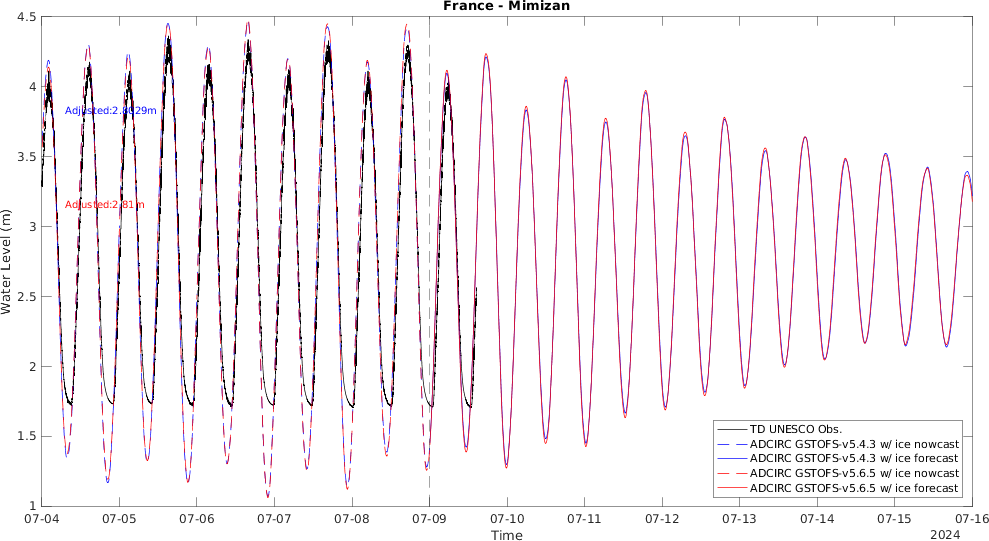 France - Mimizan
4.5
4
3.5
3
2.5
2
1.5
1
Water Level (m)
Adjusted:2.8029m
Adjusted:2.81m
TD UNESCO Obs.
ADCIRC GSTOFS-v5.4.3 w/ ice nowcast
ADCIRC GSTOFS-v5.4.3 w/ ice forecast
ADCIRC GSTOFS-v5.6.5 w/ ice nowcast
ADCIRC GSTOFS-v5.6.5 w/ ice forecast
07-04 07-05 07-06 07-07 07-08 07-09 07-10 07-11 07-12 07-13 07-14 07-15 07-16
Time
2024